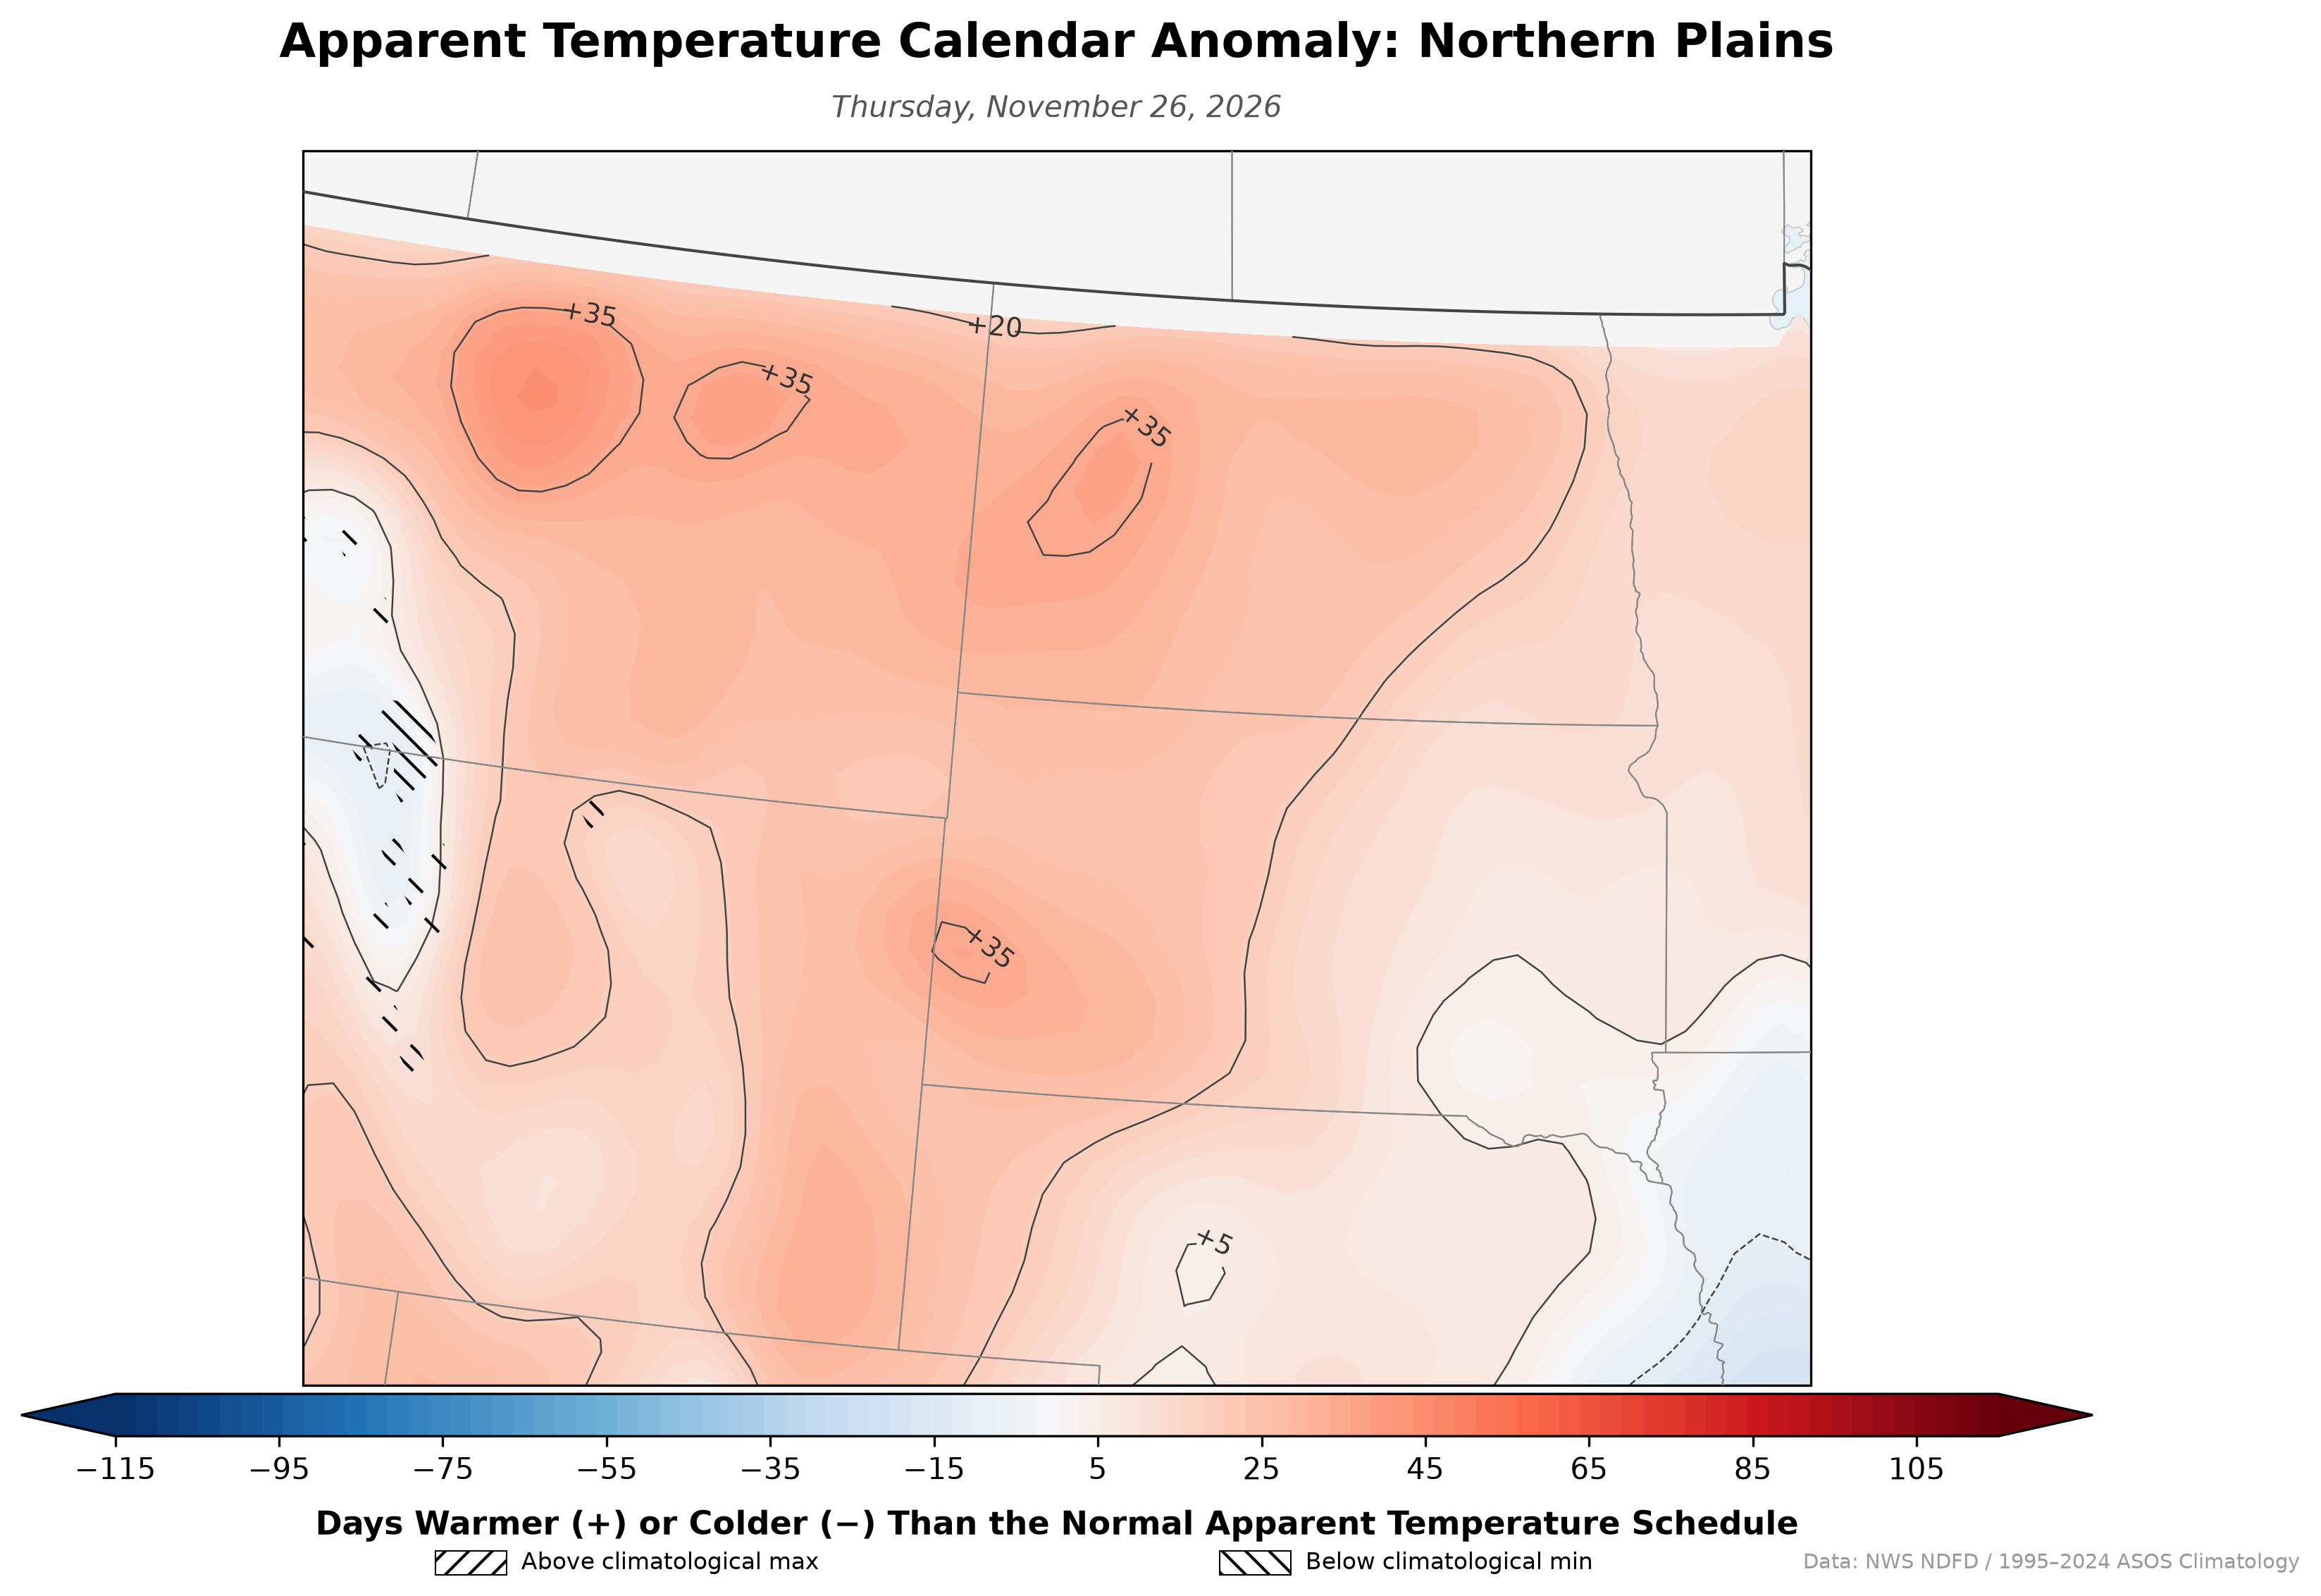 Apparent Temperature Calendar Anomaly: Northern Plains
Thursday, November 26, 2026
+35
+20
+35
+35
+35
+5
−115 −95 −75 −55 −35 −15 5 25 45 65 85 105
Days Warmer (+) or Colder (−) Than the Normal Apparent Temperature Schedule
Above climatological max
Below climatological min
Data: NWS NDFD / 1995–2024 ASOS Climatology